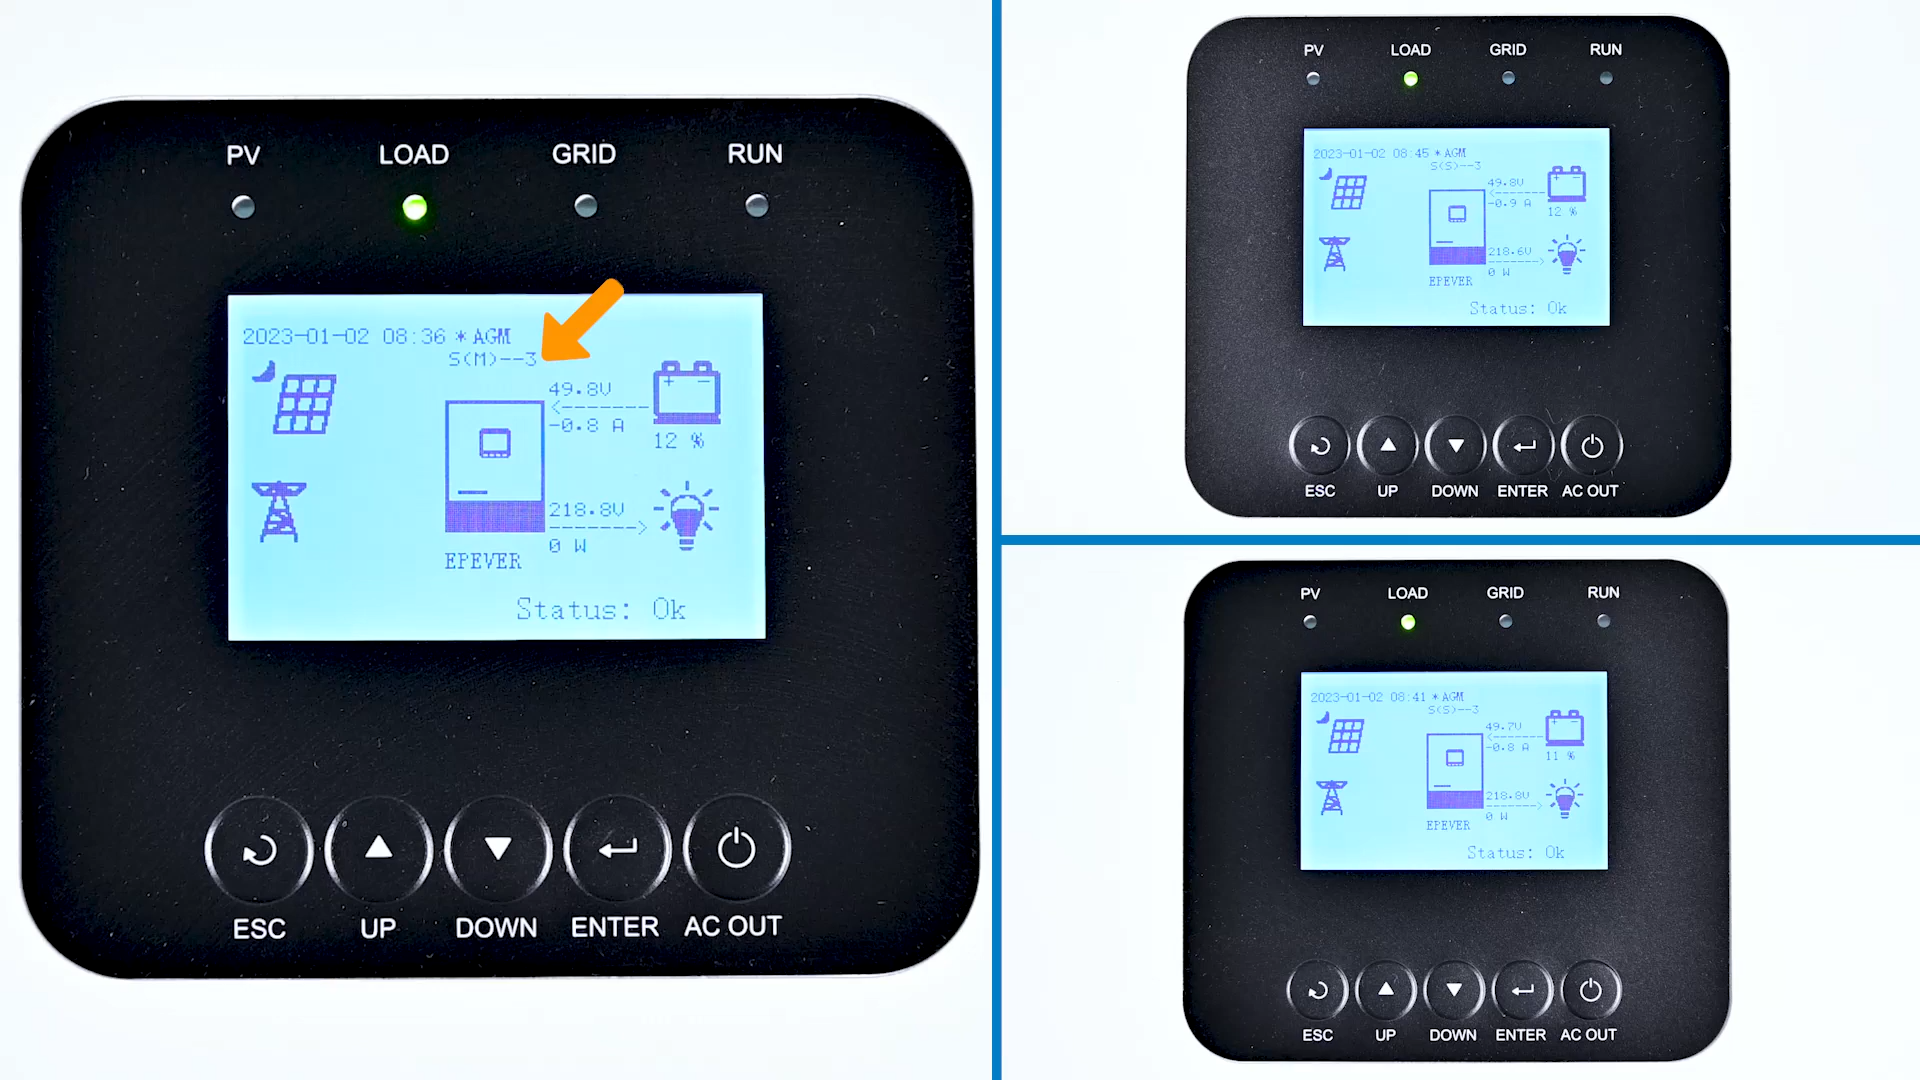 PV LOAD GRID RUN
2023-01-02 08:36 *AGM
S(M)--3
49.8V
-0.8 A
12 %
218.8V
0 W
EPEVER
Status: Ok
ESC UP DOWN ENTER AC OUT
PV LOAD GRID RUN
2023-01-02 08:45 *AGM
S(S)--3
49.8V
-0.9 A
12 %
218.6V
0 W
EPEVER
Status: Ok
ESC UP DOWN ENTER AC OUT
PV LOAD GRID RUN
2023-01-02 08:41 *AGM
S(S)--3
49.7V
-0.8 A
11 %
218.8V
0 W
EPEVER
Status: Ok
ESC UP DOWN ENTER AC OUT